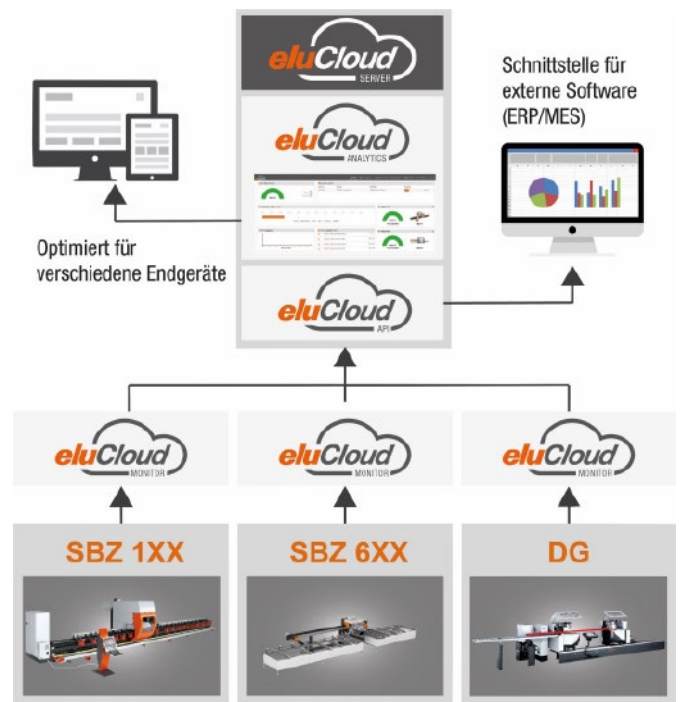 eluCloud
SERVER
eluCloud
ANALYTICS
Optimiert für
verschiedene Endgeräte
Schnittstelle für
externe Software
(ERP/MES)
eluCloud
API
eluCloud
MONITOR
eluCloud
MONITOR
eluCloud
MONITOR
SBZ 1XX
SBZ 6XX
DG